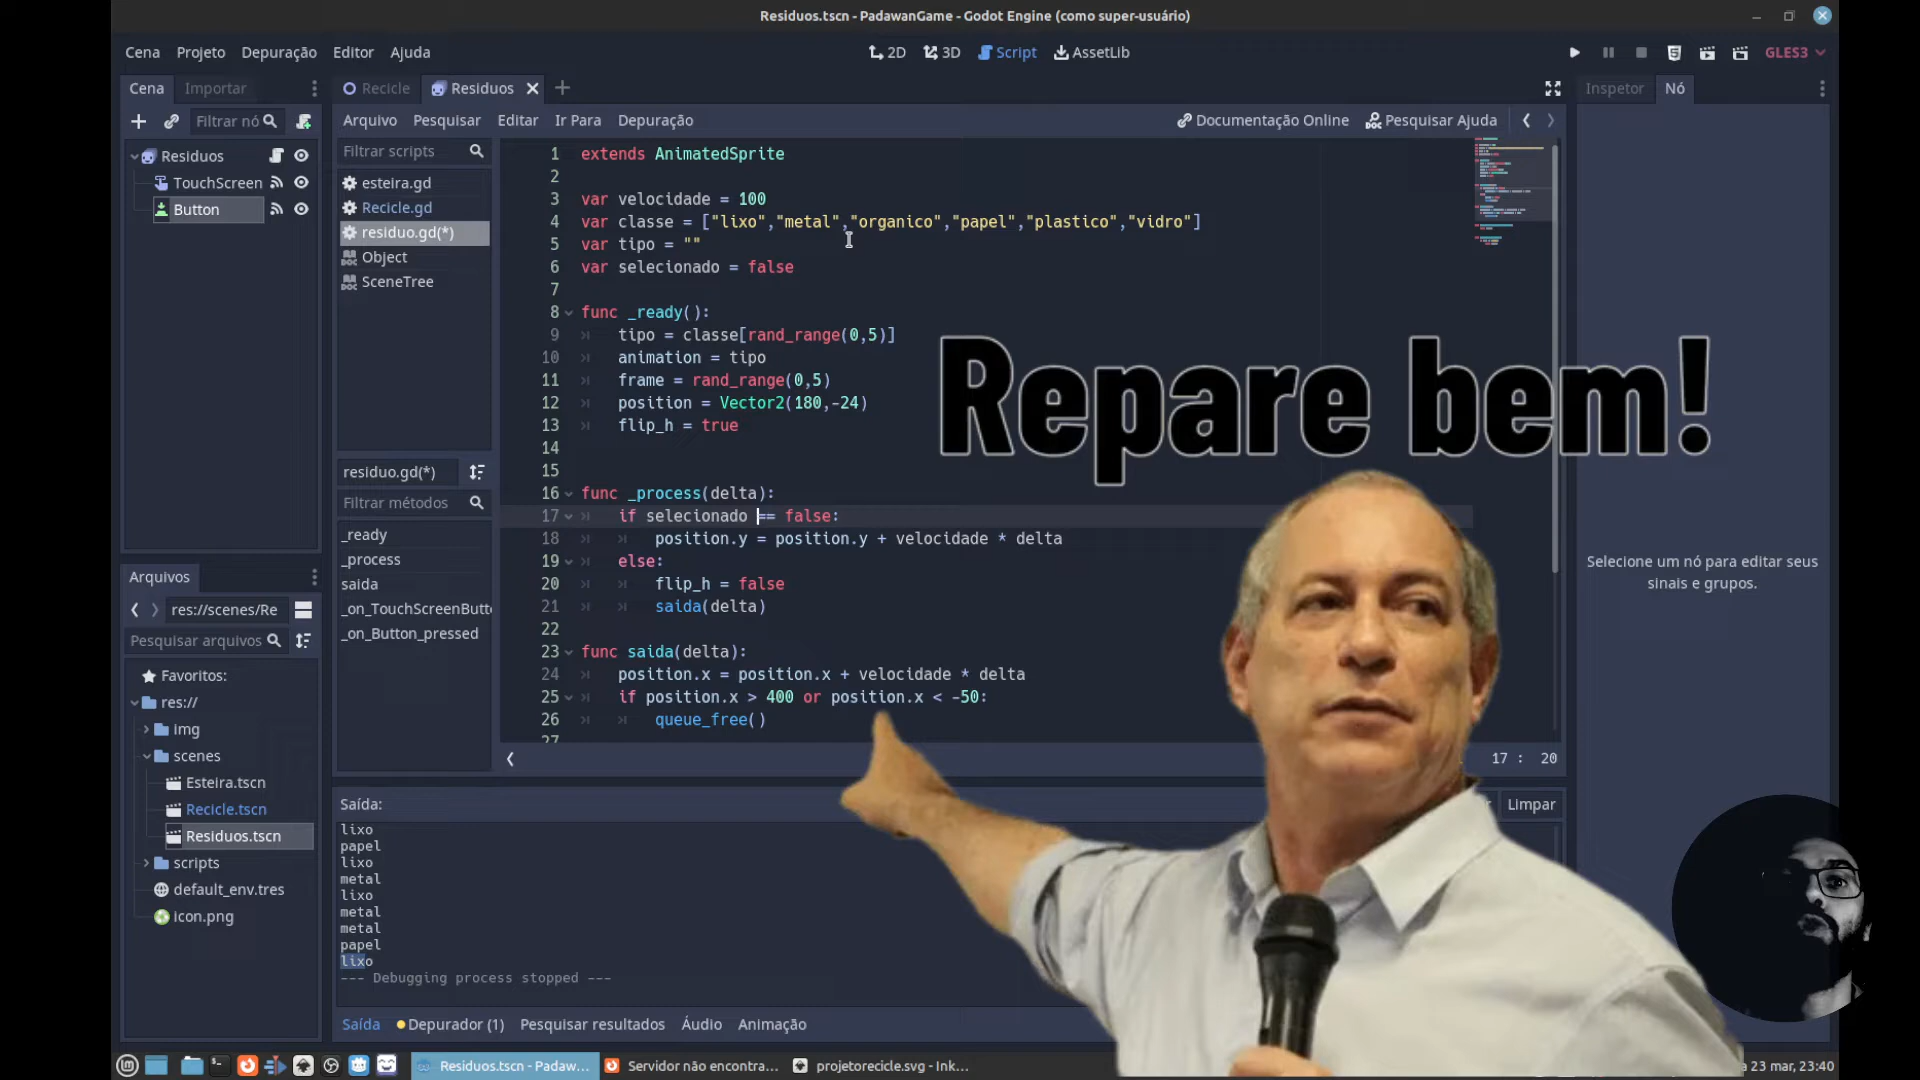 Residuos.tscn - PadawanGame - Godot Engine (como super-usuário)
Cena Projeto Depuração Editor Ajuda
2D 3D Script AssetLib
GLES3
Cena Importar
Recicle Residuos
Inspetor Nó
Filtrar nó
Arquivo Pesquisar Editar Ir Para Depuração
Documentação Online Pesquisar Ajuda
Residuos
TouchScreen
Button
Filtrar scripts
esteira.gd
Recicle.gd
residuo.gd(*)
Object
SceneTree
residuo.gd(*)
Filtrar métodos
_ready
_process
saida
_on_TouchScreenButto
_on_Button_pressed
1 extends AnimatedSprite
2
3 var velocidade = 100
4 var classe = ["lixo","metal","organico","papel","plastico","vidro"]
5 var tipo = ""
6 var selecionado = false
7
8 func _ready():
9 tipo = classe[rand_range(0,5)]
10 animation = tipo
11 frame = rand_range(0,5)
12 position = Vector2(180,-24)
13 flip_h = true
14
15
16 func _process(delta):
17 if selecionado == false:
18 position.y = position.y + velocidade * delta
19 else:
20 flip_h = false
21 saida(delta)
22
23 func saida(delta):
24 position.x = position.x + velocidade * delta
25 if position.x > 400 or position.x < -50:
26 queue_free()
27
17 : 20
Repare bem!
Selecione um nó para editar seus
sinais e grupos.
Arquivos
res://scenes/Re
Pesquisar arquivos
Favoritos:
res://
img
scenes
Esteira.tscn
Recicle.tscn
Residuos.tscn
scripts
default_env.tres
icon.png
Saída:
Limpar
lixo
papel
lixo
metal
lixo
metal
metal
papel
lixo
--- Debugging process stopped ---
Saída Depurador (1) Pesquisar resultados Áudio Animação
Residuos.tscn - Padaw...
Servidor não encontra...
projetorecicle.svg - Ink...
23 mar, 23:40